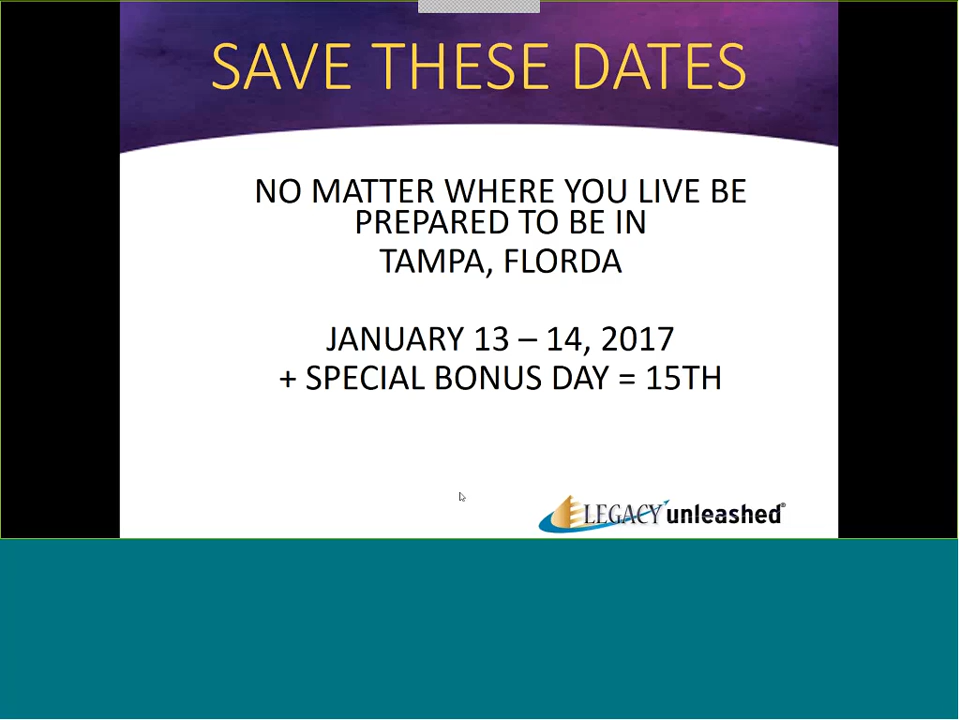 SAVE THESE DATES
NO MATTER WHERE YOU LIVE BE
PREPARED TO BE IN
TAMPA, FLORDA
JANUARY 13 – 14, 2017
+ SPECIAL BONUS DAY = 15TH
LEGACY unleashed®